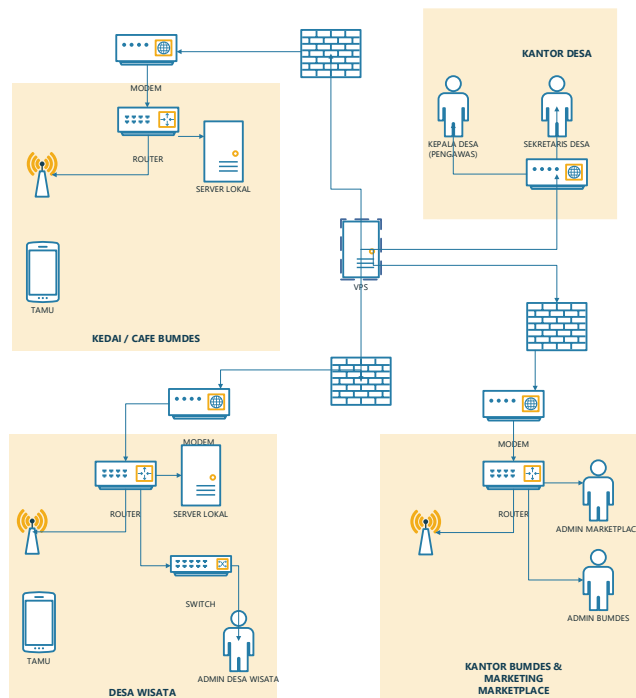 KANTOR DESA
MODEM
KEPALA DESA
(PENGAWAS)
SEKRETARIS DESA
ROUTER
SERVER LOKAL
TAMU
VPS
KEDAI / CAFE BUMDES
MODEM
MODEM
ROUTER
SERVER LOKAL
ROUTER
ADMIN MARKETPLAC
SWITCH
ADMIN BUMDES
TAMU
ADMIN DESA WISATA
DESA WISATA
KANTOR BUMDES &
MARKETING
MARKETPLACE